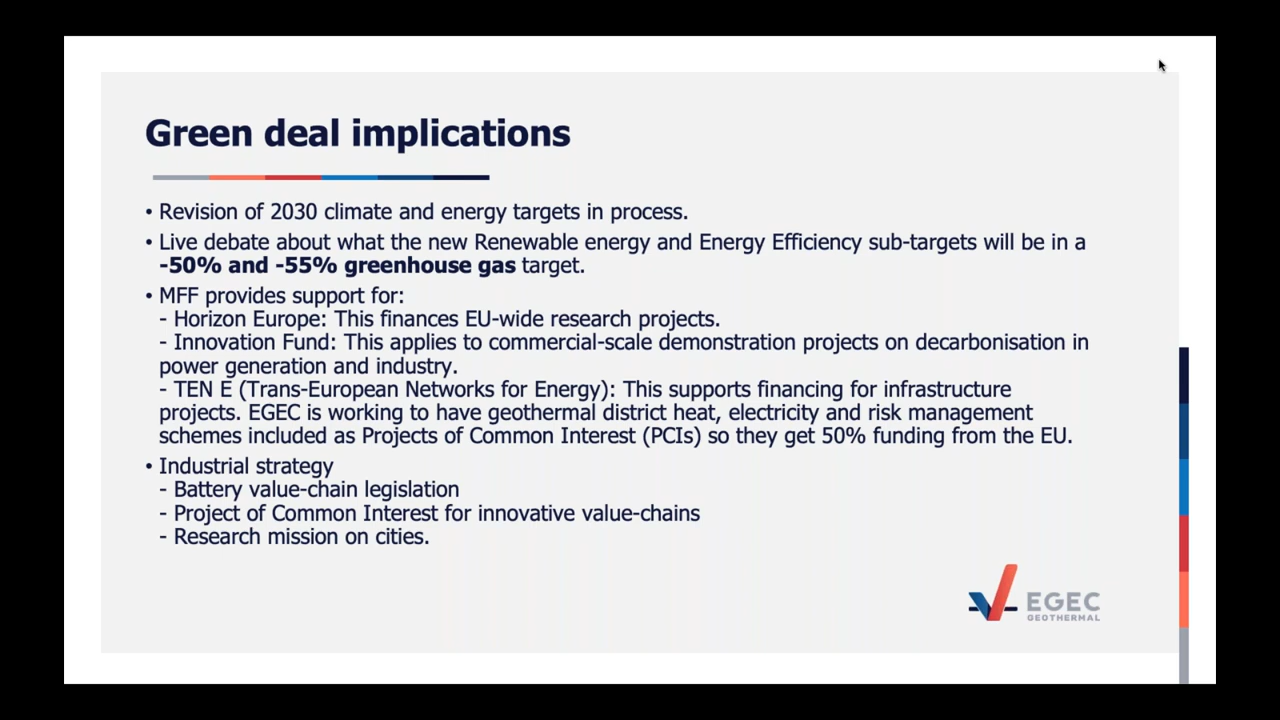 Green deal implications
• Revision of 2030 climate and energy targets in process.
• Live debate about what the new Renewable energy and Energy Efficiency sub-targets will be in a
-50% and -55% greenhouse gas target.
• MFF provides support for:
- Horizon Europe: This finances EU-wide research projects.
- Innovation Fund: This applies to commercial-scale demonstration projects on decarbonisation in
power generation and industry.
- TEN E (Trans-European Networks for Energy): This supports financing for infrastructure
projects. EGEC is working to have geothermal district heat, electricity and risk management
schemes included as Projects of Common Interest (PCIs) so they get 50% funding from the EU.
• Industrial strategy
- Battery value-chain legislation
- Project of Common Interest for innovative value-chains
- Research mission on cities.
EGEC
GEOTHERMAL